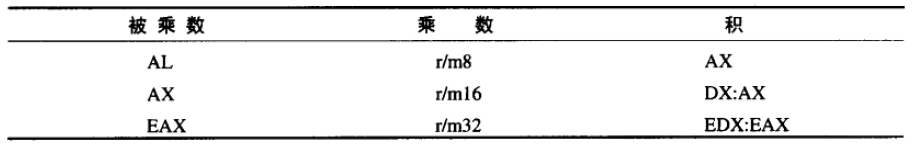 被乘数 乘数 积
AL r/m8 AX
AX r/m16 DX:AX
EAX r/m32 EDX:EAX